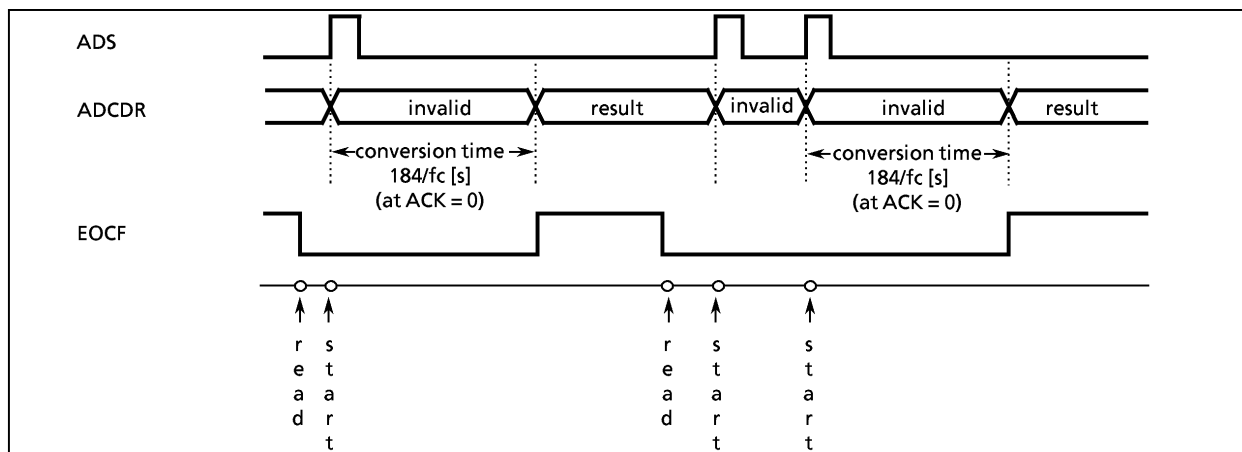 ADS
ADCDR
invalid
result
invalid
invalid
result
conversion time
184/fc [s]
(at ACK = 0)
conversion time
184/fc [s]
(at ACK = 0)
EOCF
read
start
read
start
start